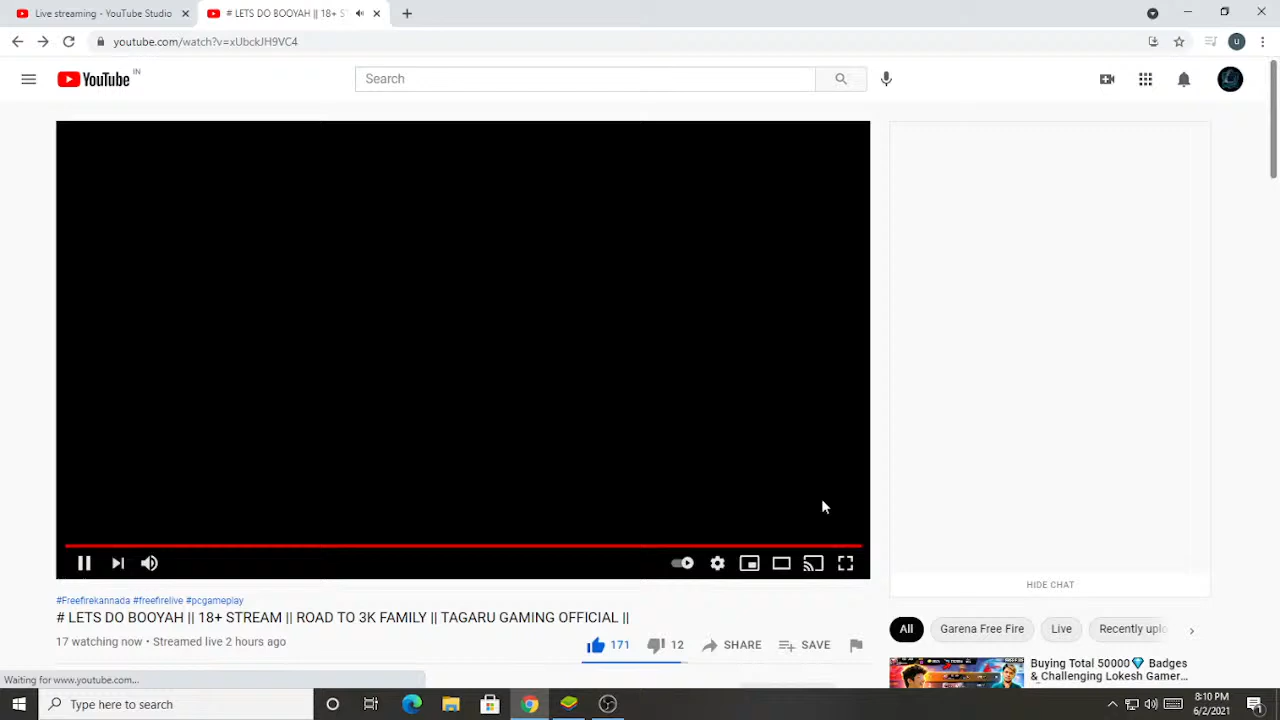 Live streaming - YouTube Studio
# LETS DO BOOYAH || 18+ ST
youtube.com/watch?v=xUbckJH9VC4
u
YouTube IN
Search
#Freefirekannada #freefirelive #pcgameplay
# LETS DO BOOYAH || 18+ STREAM || ROAD TO 3K FAMILY || TAGARU GAMING OFFICIAL ||
17 watching now • Streamed live 2 hours ago
171
12
SHARE
SAVE
HIDE CHAT
All
Garena Free Fire
Live
Recently uplo
Buying Total 50000💎 Badges
& Challenging Lokesh Gamer...
Waiting for www.youtube.com...
Type here to search
8:10 PM
6/2/2021
1